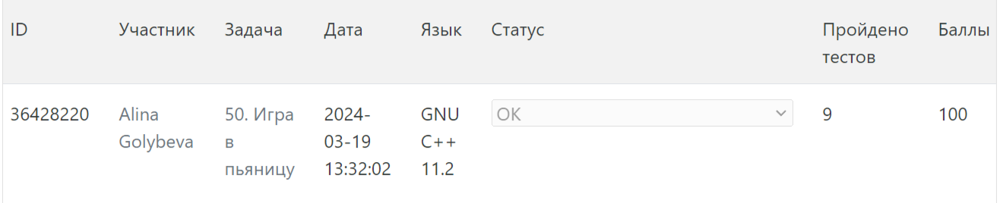 ID Участник Задача Дата Язык Статус Пройдено Баллы
тестов
36428220 Alina 50. Игра 2024- GNU OK 9 100
Golybeva в 03-19 C++
пьяницу 13:32:02 11.2